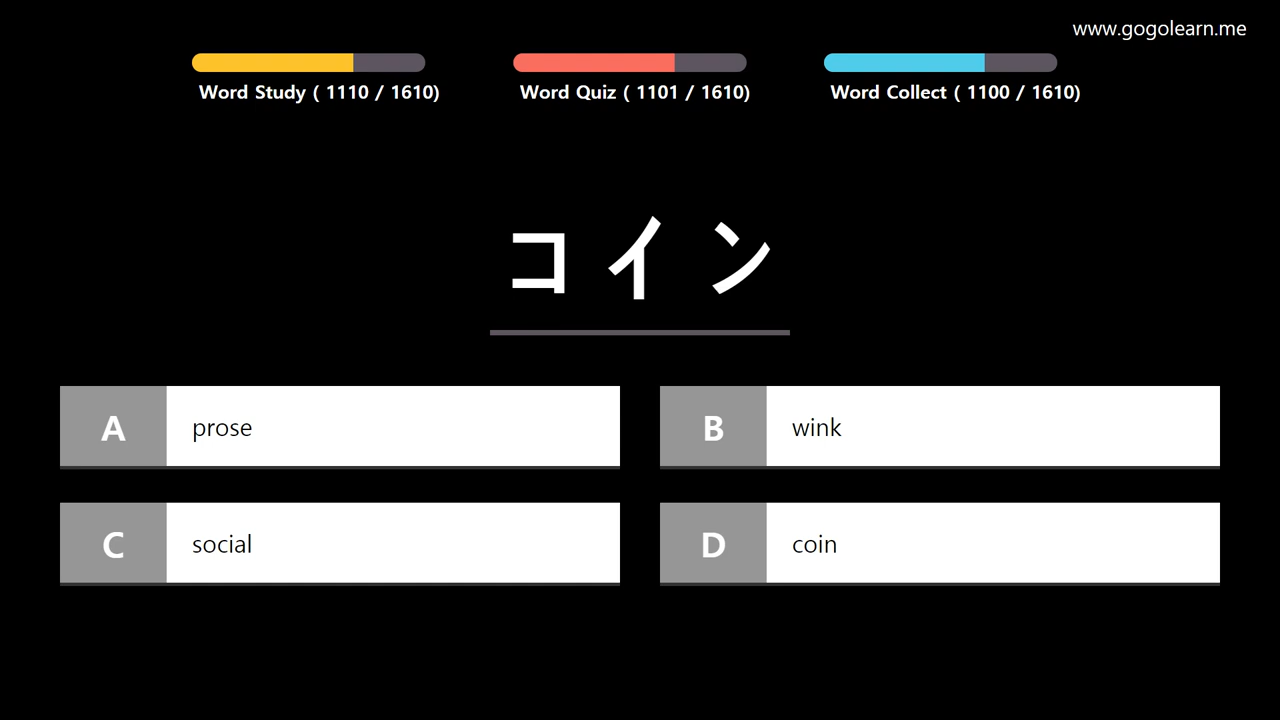 www.gogolearn.me
Word Study ( 1110 / 1610)
Word Quiz ( 1101 / 1610)
Word Collect ( 1100 / 1610)
コイン
A prose
B wink
C social
D coin